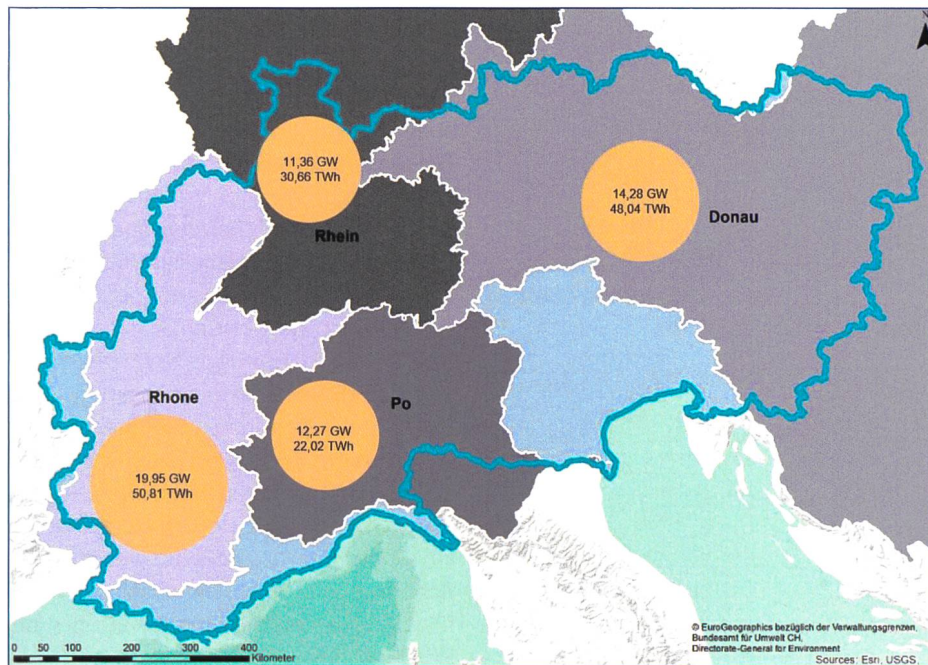 11,36 GW
30,66 TWh
Rhein
14,28 GW
48,04 TWh
Donau
Rhone
19,95 GW
50,81 TWh
Po
12,27 GW
22,02 TWh
0 50 100 200 300 400
Kilometer
© EuroGeographics bezüglich der Verwaltungsgrenzen,
Bundesamt für Umwelt CH,
Directorate-General for Environment
Sources: Esri, USGS,